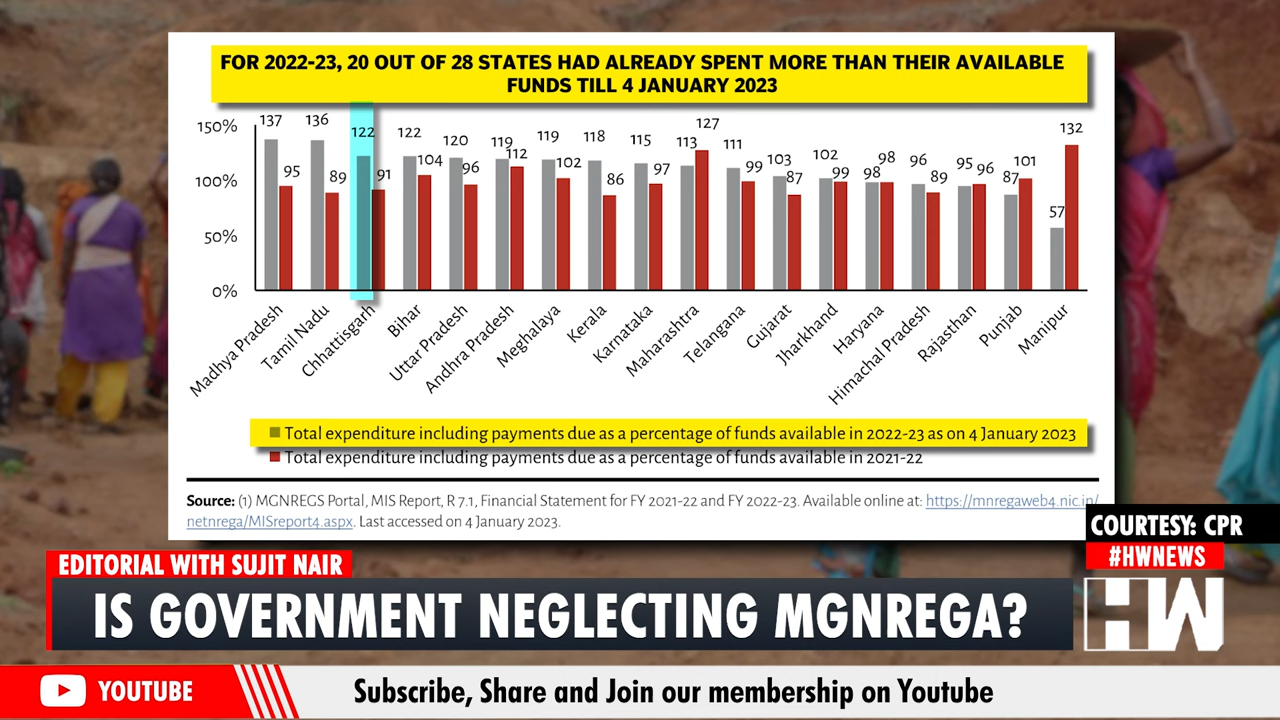 FOR 2022-23, 20 OUT OF 28 STATES HAD ALREADY SPENT MORE THAN THEIR AVAILABLE
FUNDS TILL 4 JANUARY 2023
150%
100%
50%
0%
137 95
136 89
122 91
122 104
120 96
119 112
119 102
118 86
115 97
113 127
111 99
103 87
102 99
98 98
96 89
95 96
87 101
57 132
Madhya Pradesh
Tamil Nadu
Chhattisgarh
Bihar
Uttar Pradesh
Andhra Pradesh
Meghalaya
Kerala
Karnataka
Maharashtra
Telangana
Gujarat
Jharkhand
Haryana
Himachal Pradesh
Rajasthan
Punjab
Manipur
Total expenditure including payments due as a percentage of funds available in 2022-23 as on 4 January 2023
Total expenditure including payments due as a percentage of funds available in 2021-22
Source: (1) MGNREGS Portal, MIS Report, R 7.1, Financial Statement for FY 2021-22 and FY 2022-23. Available online at: https://mnregaweb4.nic.in/
netnrega/MISreport4.aspx. Last accessed on 4 January 2023.
COURTESY: CPR
#HWNEWS
HW
EDITORIAL WITH SUJIT NAIR
IS GOVERNMENT NEGLECTING MGNREGA?
YOUTUBE
Subscribe, Share and Join our membership on Youtube